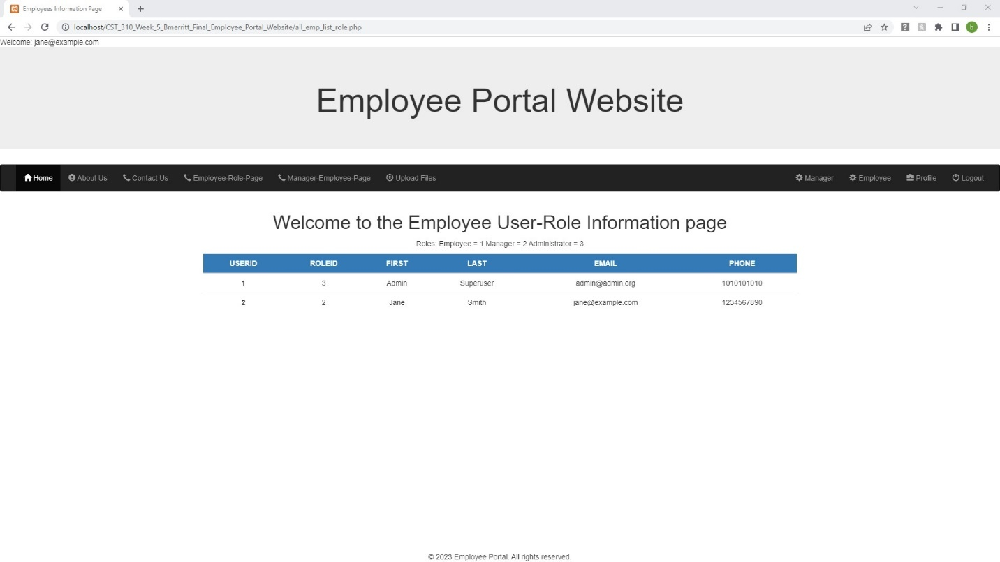 Employees Information Page
localhost/CST_310_Week_5_Bmerritt_Final_Employee_Portal_Website/all_emp_list_role.php
b
Welcome: jane@example.com
Employee Portal Website
Home About Us Contact Us Employee-Role-Page Manager-Employee-Page Upload Files Manager Employee Profile Logout
Welcome to the Employee User-Role Information page
Roles: Employee = 1 Manager = 2 Administrator = 3
USERID ROLEID FIRST LAST EMAIL PHONE
1 3 Admin Superuser admin@admin.org 1010101010
2 2 Jane Smith jane@example.com 1234567890
© 2023 Employee Portal. All rights reserved.